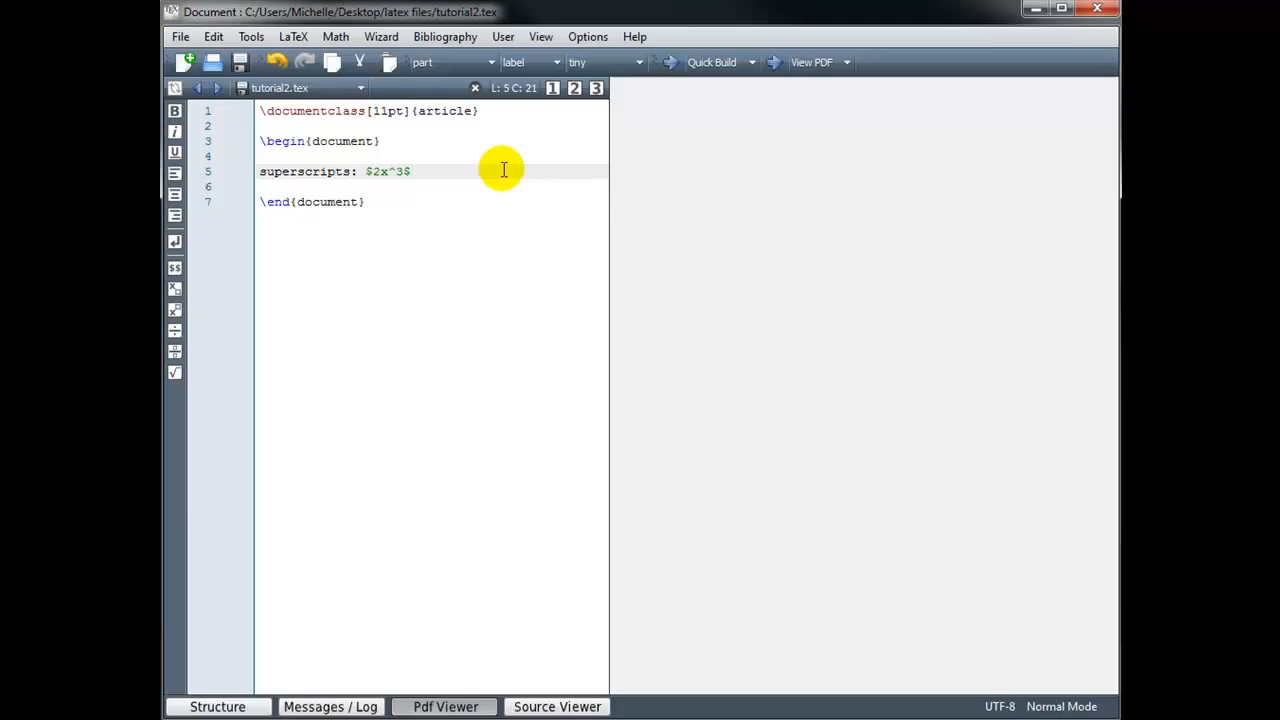 Document : C:/Users/Michelle/Desktop/latex files/tutorial2.tex
File Edit Tools LaTeX Math Wizard Bibliography User View Options Help
part label tiny Quick Build View PDF
tutorial2.tex L: 5 C: 21 1 2 3
1 \documentclass[11pt]{article}
2
3 \begin{document}
4
5 superscripts: $2x^3$
6
7 \end{document}
Structure Messages / Log Pdf Viewer Source Viewer UTF-8 Normal Mode